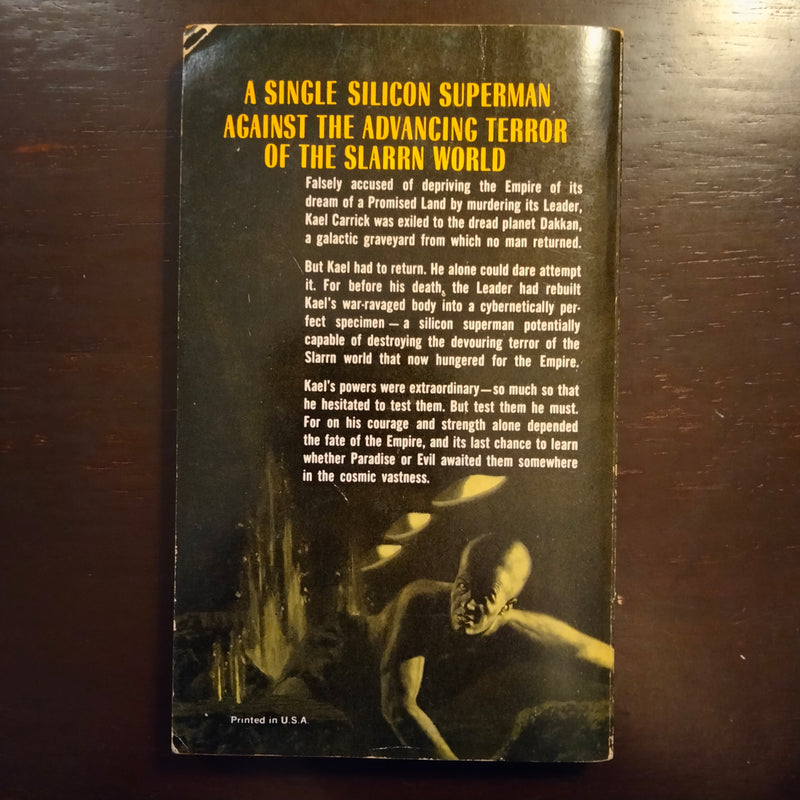 A SINGLE SILICON SUPERMAN
AGAINST THE ADVANCING TERROR
OF THE SLARRN WORLD
Falsely accused of depriving the Empire of its
dream of a Promised Land by murdering its Leader,
Kael Carrick was exiled to the dread planet Dakkan,
a galactic graveyard from which no man returned.
But Kael had to return. He alone could dare attempt
it. For before his death, the Leader had rebuilt
Kael's war-ravaged body into a cybernetically per-
fect specimen — a silicon superman potentially
capable of destroying the devouring terror of the
Slarrn world that now hungered for the Empire.
Kael's powers were extraordinary—so much so that
he hesitated to test them. But test them he must.
For on his courage and strength alone depended
the fate of the Empire, and its last chance to learn
whether Paradise or Evil awaited them somewhere
in the cosmic vastness.
Printed in U.S.A.